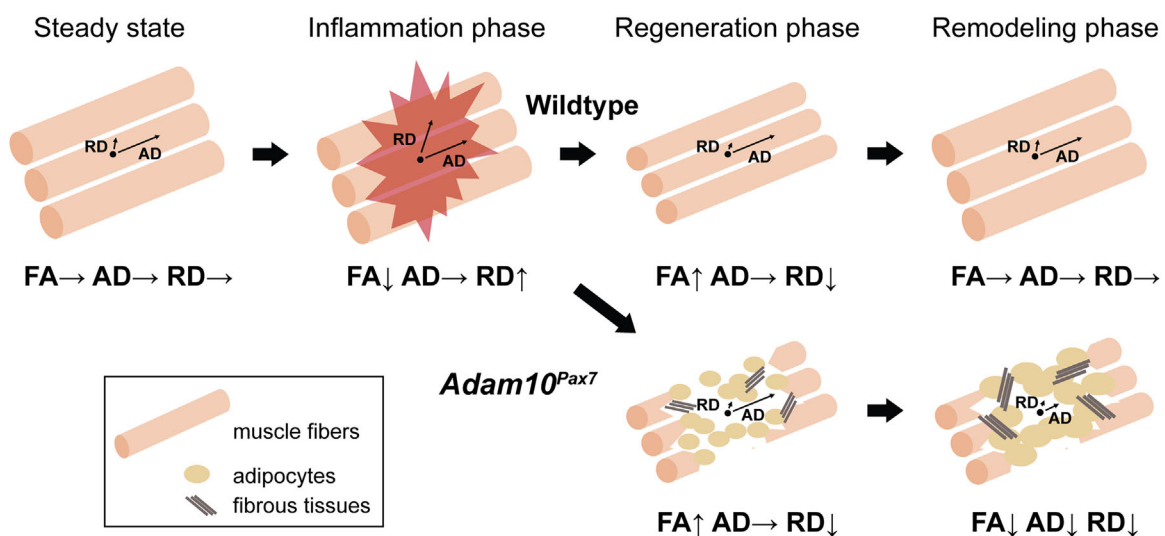 Steady state
Inflammation phase
Regeneration phase
Remodeling phase
Wildtype
RD
AD
RD
AD
RD
AD
RD
AD
FA→ AD→ RD→
FA↓ AD→ RD↑
FA↑ AD→ RD↓
FA→ AD→ RD→
Adam10Pax7
RD
AD
RD
AD
muscle fibers
adipocytes
fibrous tissues
FA↑ AD→ RD↓
FA↓ AD↓ RD↓